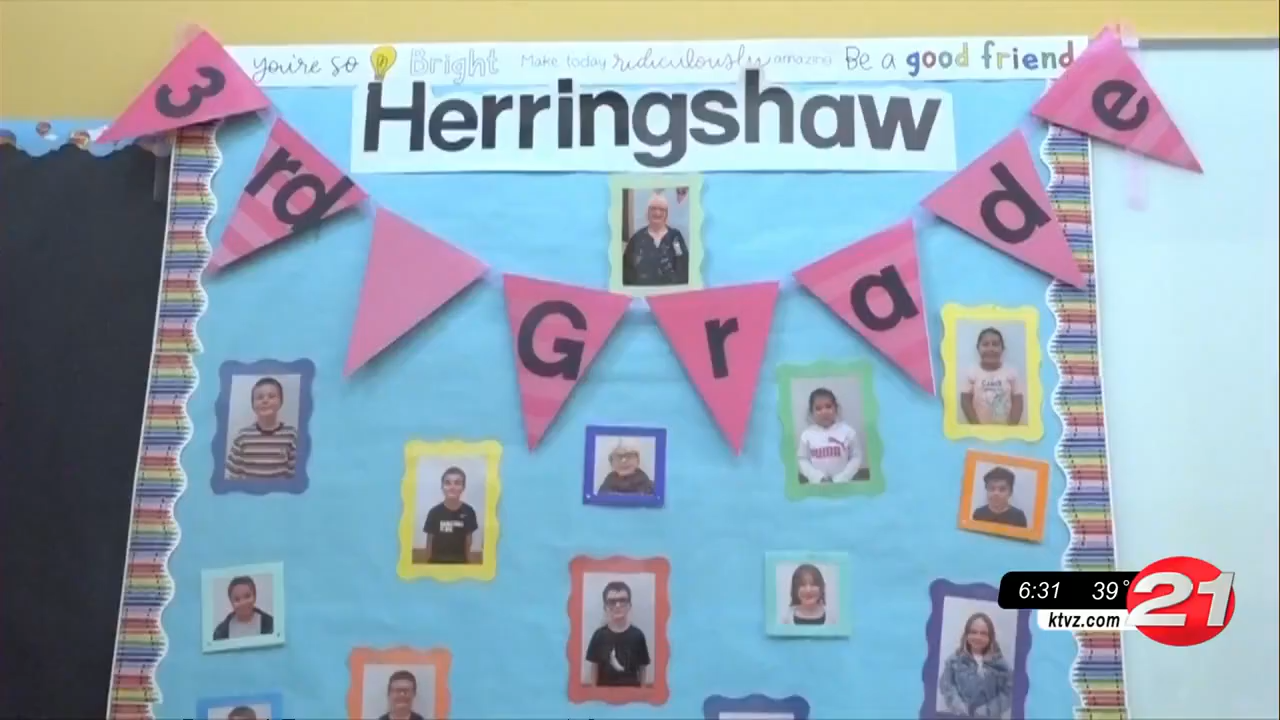 you're so Bright Make today ridiculously amazing Be a good friend
Herringshaw
3rd Grade
PUMA
6:31 39°
ktvz.com
21